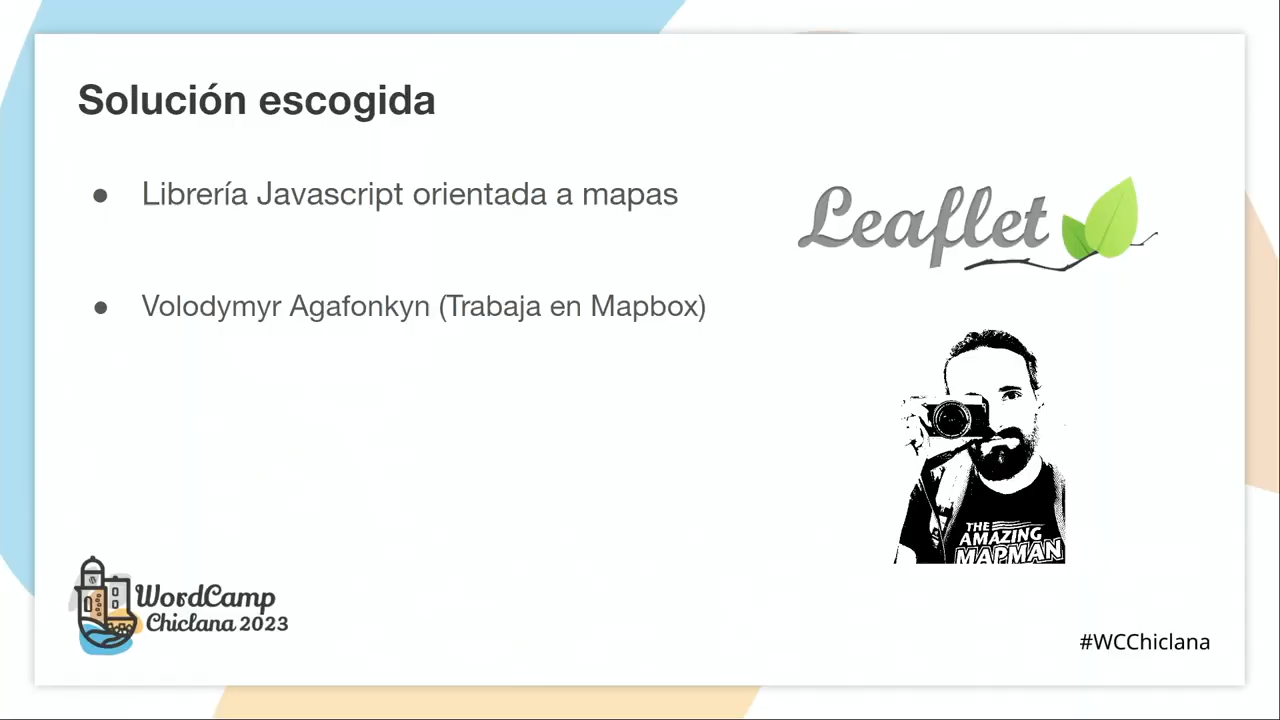 Solución escogida
● Librería Javascript orientada a mapas
● Volodymyr Agafonkyn (Trabaja en Mapbox)
Leaflet
THE
AMAZING
MAPMAN
WordCamp
Chiclana 2023
#WCChiclana